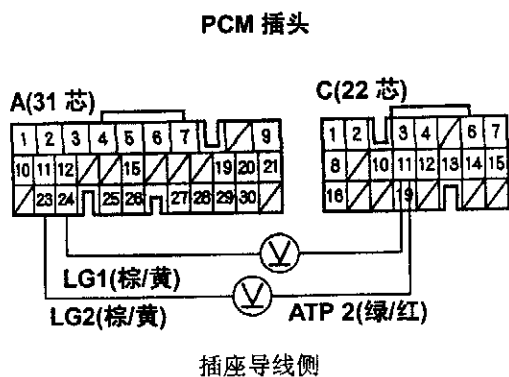 PCM 插头
A(31 芯)
C(22 芯)
1 2 3 4 5 6 7 9
10 11 12 15 19 20 21
23 24 25 26 27 28 29 30
1 2 3 4 6 7
8 10 11 12 13 14 15
16 19
V
LG1(棕/黄)
V
LG2(棕/黄)
ATP 2(绿/红)
插座导线侧